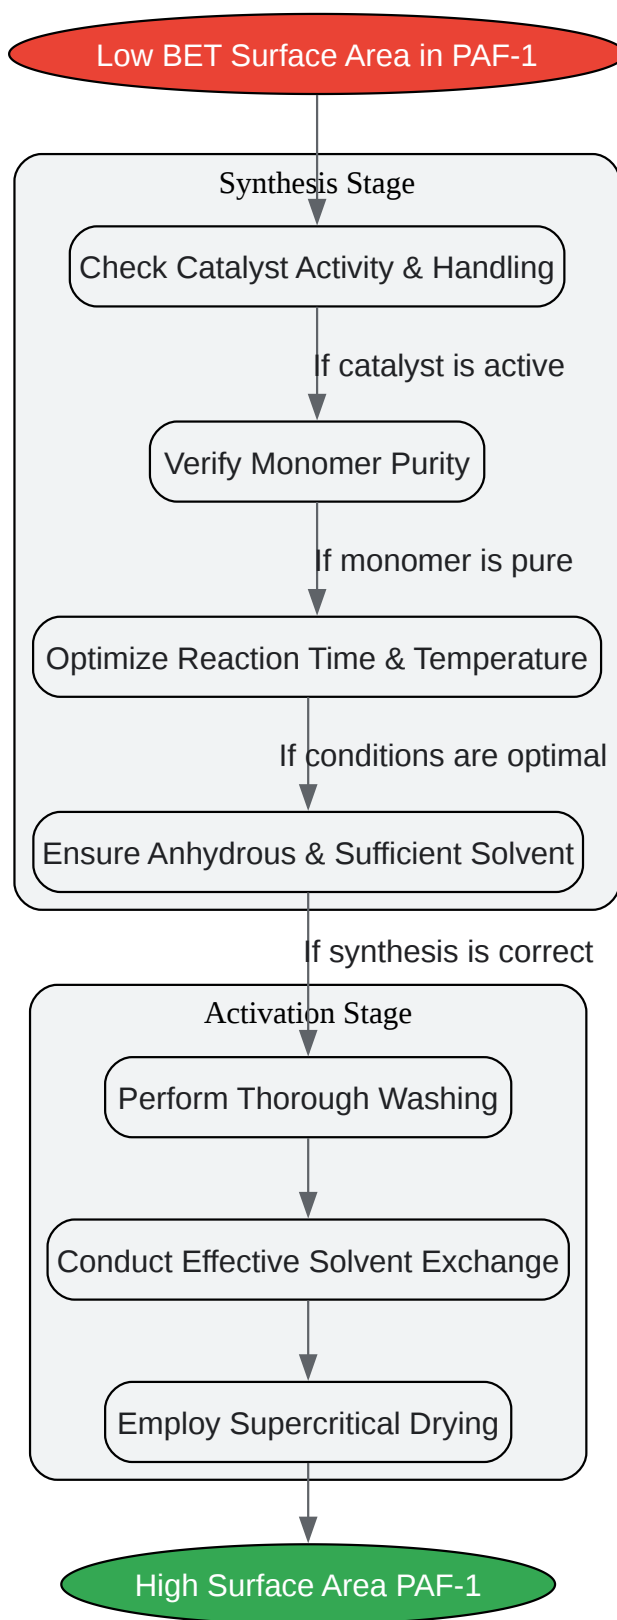 Low BET Surface Area in PAF-1
Synthesis Stage
Check Catalyst Activity & Handling
If catalyst is active
Verify Monomer Purity
If monomer is pure
Optimize Reaction Time & Temperature
If conditions are optimal
Ensure Anhydrous & Sufficient Solvent
If synthesis is correct
Activation Stage
Perform Thorough Washing
Conduct Effective Solvent Exchange
Employ Supercritical Drying
High Surface Area PAF-1